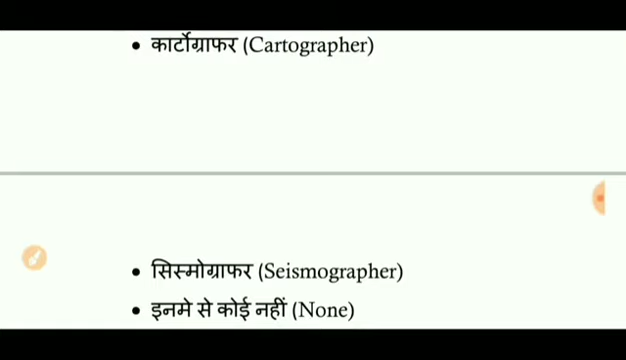 • कार्टोग्राफर (Cartographer)
• सिस्मोग्राफर (Seismographer)
• इनमे से कोई नहीं (None)